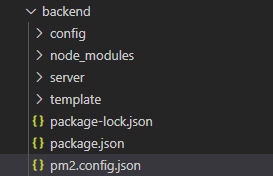 backend
config
node_modules
server
template
{} package-lock.json
{} package.json
{} pm2.config.json